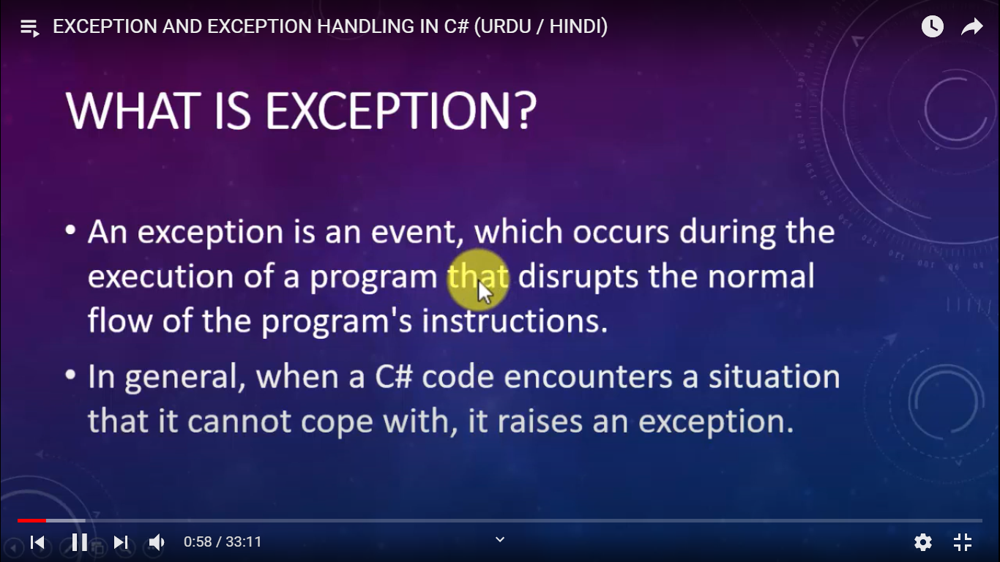 EXCEPTION AND EXCEPTION HANDLING IN C# (URDU / HINDI)
WHAT IS EXCEPTION?
• An exception is an event, which occurs during the
execution of a program that disrupts the normal
flow of the program's instructions.
• In general, when a C# code encounters a situation
that it cannot cope with, it raises an exception.
0:58 / 33:11